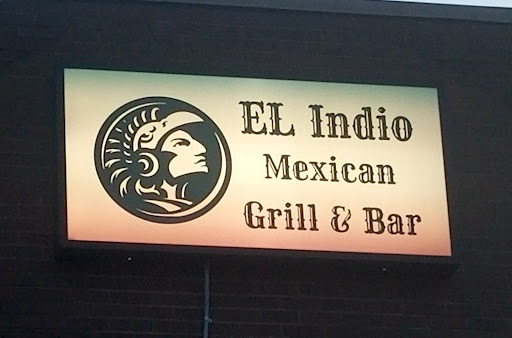 EL Indio
Mexican
Grill & Bar